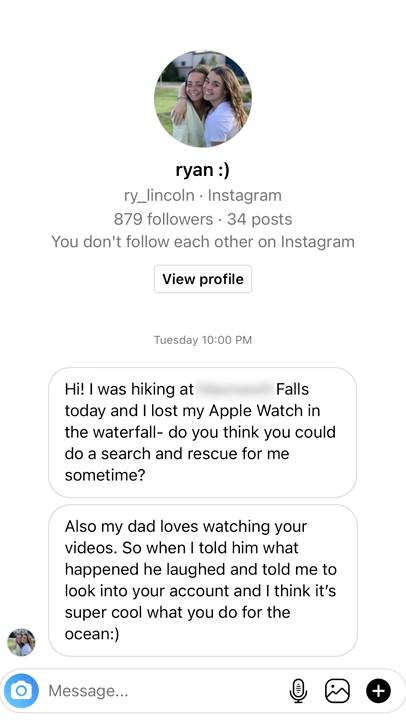 ryan :)
ry_lincoln · Instagram
879 followers · 34 posts
You don't follow each other on Instagram
View profile
Tuesday 10:00 PM
Hi! I was hiking at Falls
today and I lost my Apple Watch in
the waterfall- do you think you could
do a search and rescue for me
sometime?
Also my dad loves watching your
videos. So when I told him what
happened he laughed and told me to
look into your account and I think it’s
super cool what you do for the
ocean:)
Message...